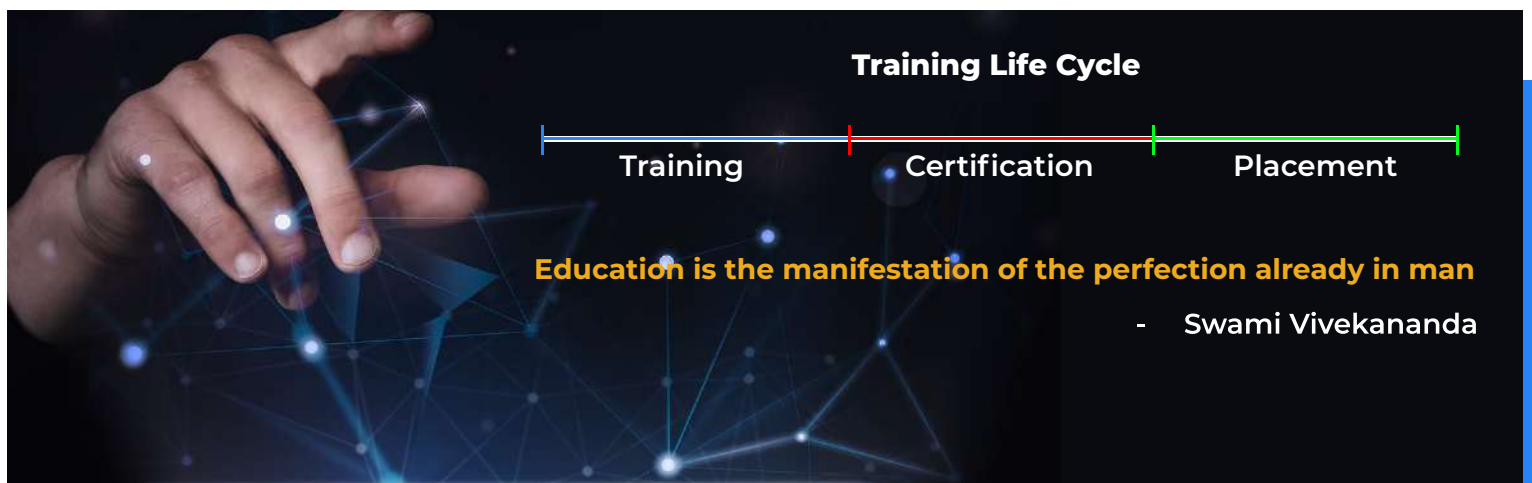 Training Life Cycle
Training Certification Placement
Education is the manifestation of the perfection already in man
- Swami Vivekananda